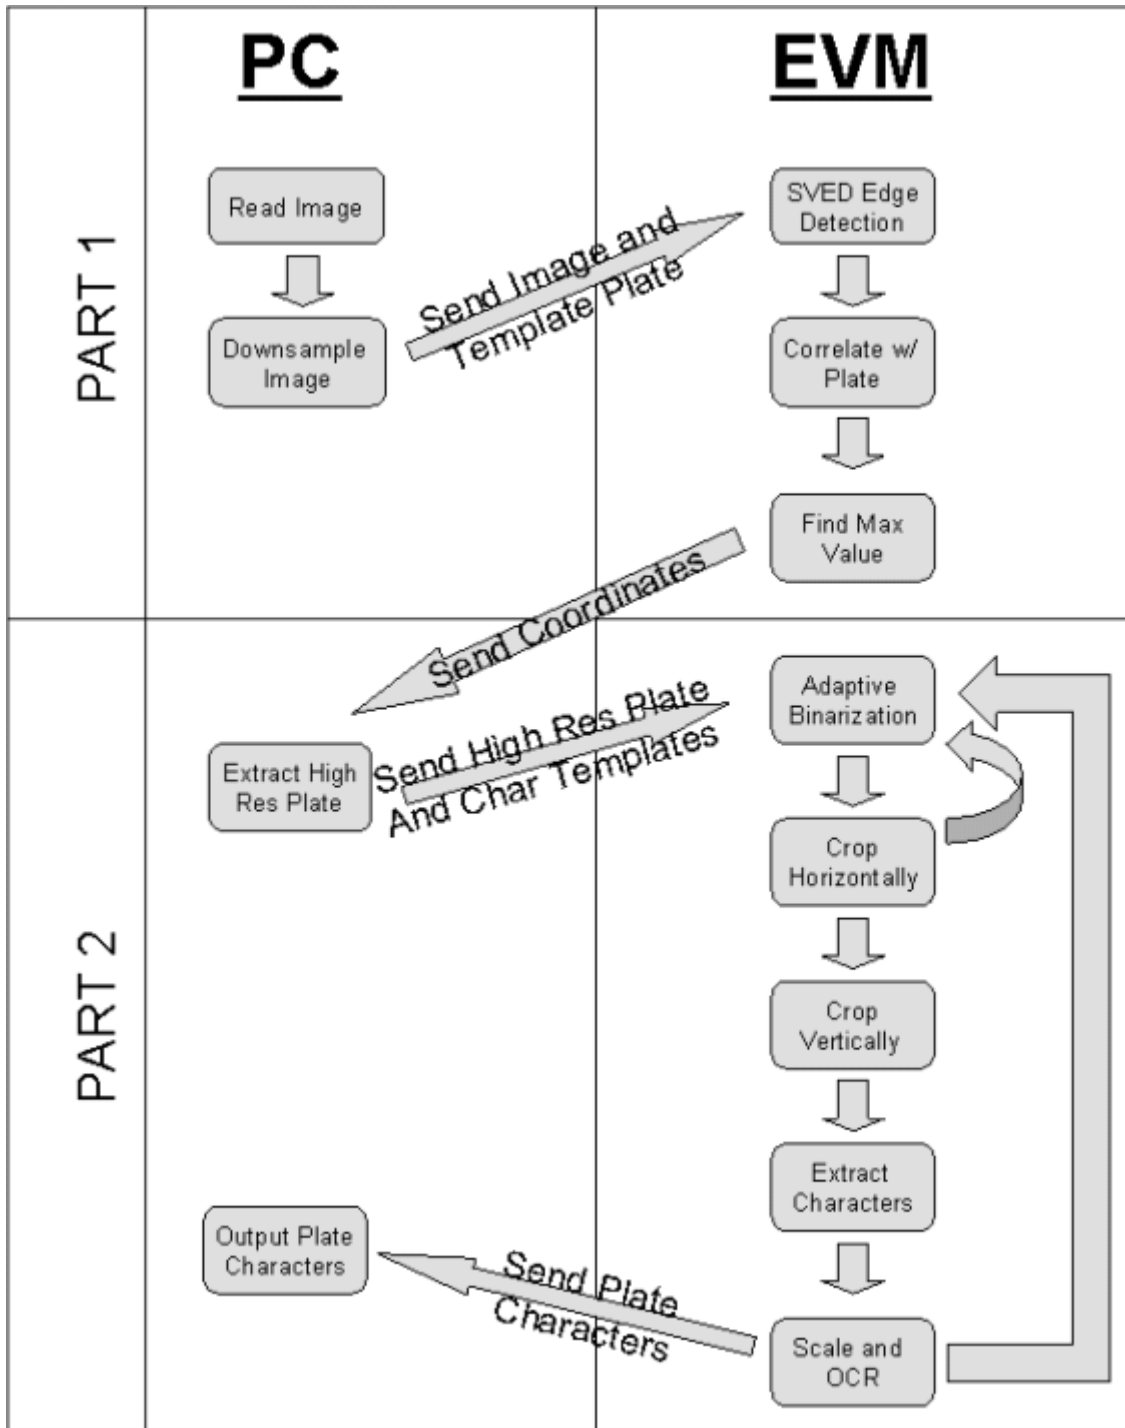 PC
EVM
PART 1
Read Image
Downsample
Image
Send Image and
Template Plate
SVED Edge
Detection
Correlate w/
Plate
Find Max
Value
Send Coordinates
PART 2
Extract High
Res Plate
Send High Res Plate
And Char Templates
Adaptive
Binarization
Crop
Horizontally
Crop
Vertically
Extract
Characters
Scale and
OCR
Send Plate
Characters
Output Plate
Characters